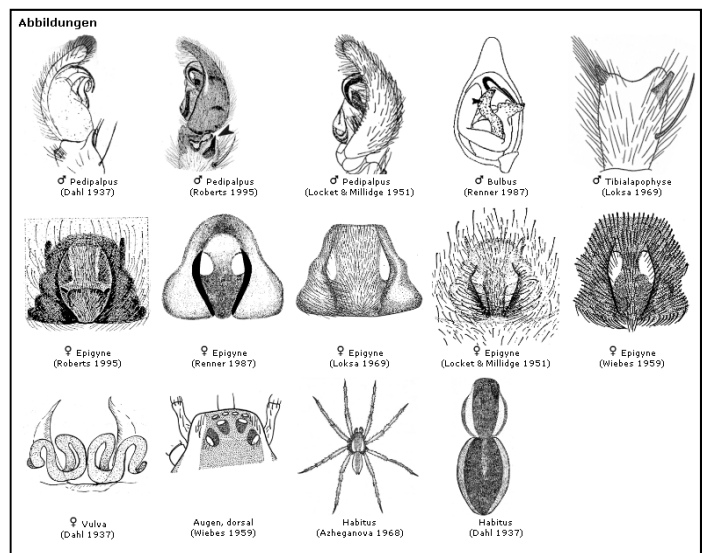 Abbildungen
♂ Pedipalpus
(Dahl 1937)
♂ Pedipalpus
(Roberts 1995)
♂ Pedipalpus
(Locket & Millidge 1951)
♂ Bulbus
(Renner 1987)
♂ Tibialapophyse
(Loksa 1969)
♀ Epigyne
(Roberts 1995)
♀ Epigyne
(Renner 1987)
♀ Epigyne
(Loksa 1969)
♀ Epigyne
(Locket & Millidge 1951)
♀ Epigyne
(Wiebes 1959)
♀ Vulva
(Dahl 1937)
Augen, dorsal
(Wiebes 1959)
Habitus
(Azheganova 1968)
Habitus
(Dahl 1937)